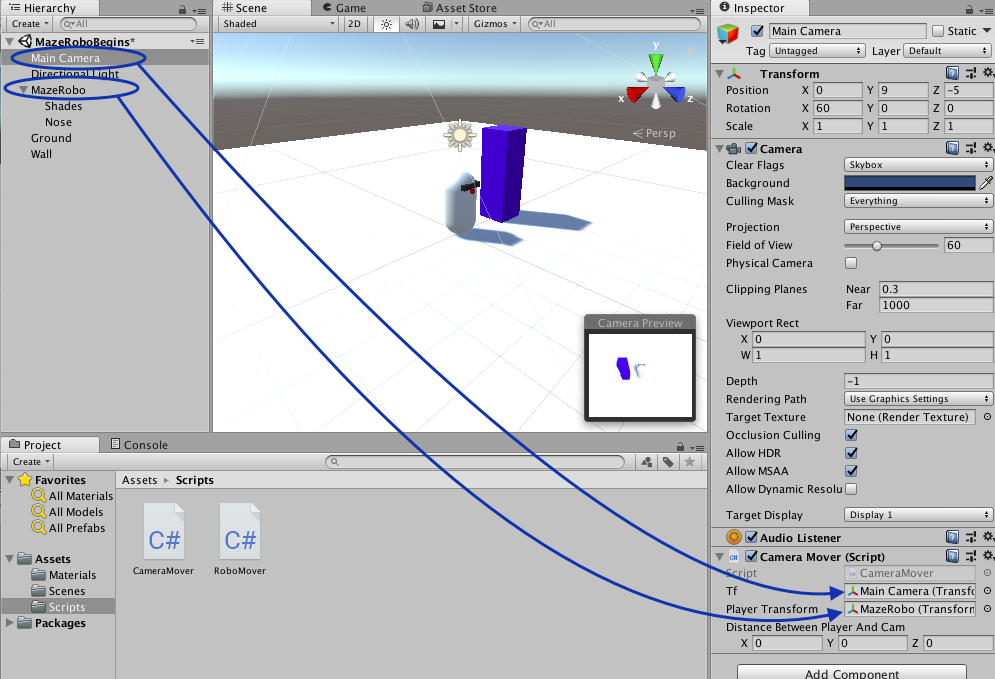 Hierarchy
Create
All
MazeRoboBegins*
Main Camera
Directional Light
MazeRobo
Shades
Nose
Ground
Wall
Scene
Game
Asset Store
Shaded
2D
Gizmos
All
y
x
z
Persp
Camera Preview
Project
Console
Create
Favorites
All Materials
All Models
All Prefabs
Assets
Materials
Scenes
Scripts
Packages
Assets ▸ Scripts
C#
C#
CameraMover
RoboMover
Inspector
Main Camera
Static
Tag Untagged Layer Default
Transform
Position X 0 Y 9 Z -5
Rotation X 60 Y 0 Z 0
Scale X 1 Y 1 Z 1
Camera
Clear Flags Skybox
Background
Culling Mask Everything
Projection Perspective
Field of View 60
Physical Camera
Clipping Planes Near 0.3
Far 1000
Viewport Rect
X 0 Y 0
W 1 H 1
Depth -1
Rendering Path Use Graphics Settings
Target Texture None (Render Texture)
Occlusion Culling
Allow HDR
Allow MSAA
Allow Dynamic Resolu
Target Display Display 1
Audio Listener
Camera Mover (Script)
Script CameraMover
Tf Main Camera (Transfo
Player Transform MazeRobo (Transform
Distance Between Player And Cam
X 0 Y 0 Z 0
Add Component